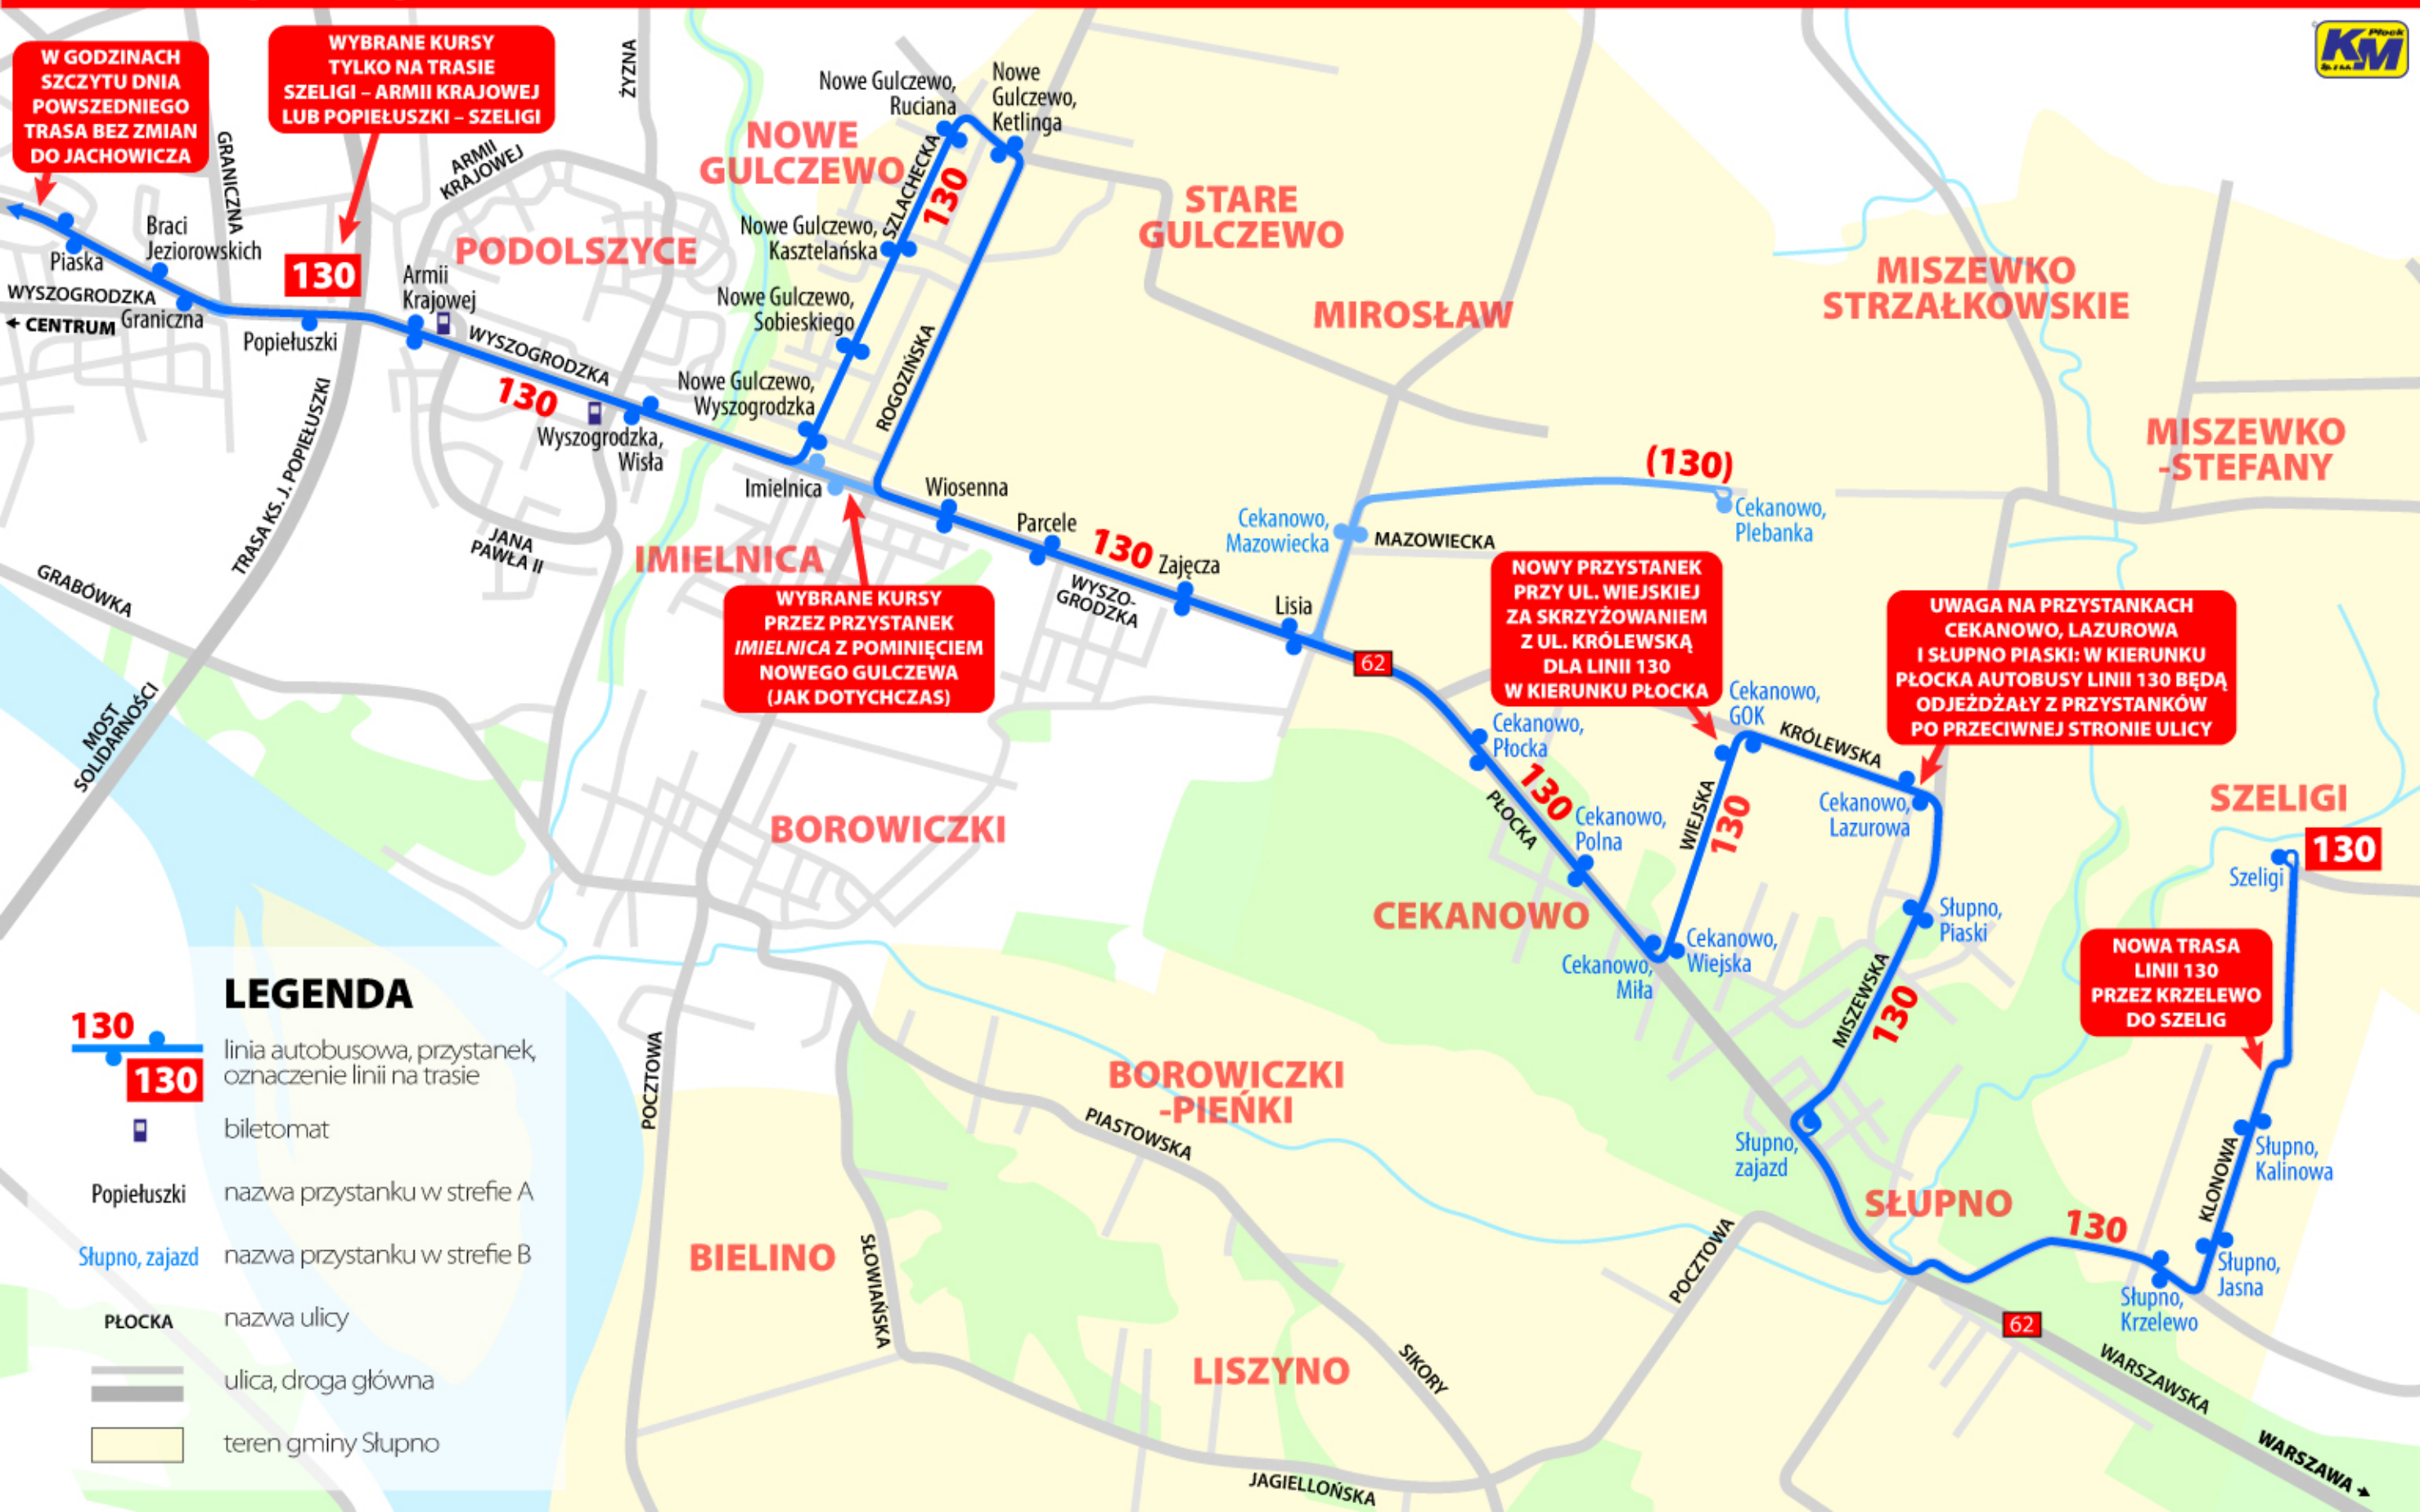 W GODZINACH
SZCZYTU DNIA
POWSZEDNIEGO
TRASA BEZ ZMIAN
DO JACHOWICZA
WYBRANE KURSY
TYLKO NA TRASIE
SZELIGI – ARMII KRAJOWEJ
LUB POPIEŁUSZKI – SZELIGI
Płock
KM
GRANICZNA
ŻYZNA
ARMII
KRAJOWEJ
NOWE
GULCZEWO
Nowe Gulczewo,
Ruciana
Nowe
Gulczewo,
Ketlinga
SZLACHECKA
130
STARE
GULCZEWO
PODOLSZYCE
Nowe Gulczewo,
Kasztelańska
Nowe Gulczewo,
Sobieskiego
Nowe Gulczewo,
Wyszogrodzka
ROGOZIŃSKA
MIROSŁAW
MISZEWKO
STRZAŁKOWSKIE
MISZEWKO
-STEFANY
Piaska
Braci
Jeziorowskich
WYSZOGRODZKA
← CENTRUM
Graniczna
130
Popiełuszki
Armii
Krajowej
WYSZOGRODZKA
130
Wyszogrodzka,
Wisła
Imielnica
Wiosenna
Parcele
130
Zajęcza
WYSZO-
GRODZKA
Lisia
62
TRASA KS. J. POPIEŁUSZKI
JANA
PAWŁA II
IMIELNICA
GRABÓWKA
MOST
SOLIDARNOŚCI
WYBRANE KURSY
PRZEZ PRZYSTANEK
IMIELNICA Z POMINIĘCIEM
NOWEGO GULCZEWA
(JAK DOTYCHCZAS)
(130)
Cekanowo,
Mazowiecka
MAZOWIECKA
Cekanowo,
Plebanka
NOWY PRZYSTANEK
PRZY UL. WIEJSKIEJ
ZA SKRZYŻOWANIEM
Z UL. KRÓLEWSKĄ
DLA LINII 130
W KIERUNKU PŁOCKA
UWAGA NA PRZYSTANKACH
CEKANOWO, LAZUROWA
I SŁUPNO PIASKI: W KIERUNKU
PŁOCKA AUTOBUSY LINII 130 BĘDĄ
ODJEŻDŻAŁY Z PRZYSTANKÓW
PO PRZECIWNEJ STRONIE ULICY
Cekanowo,
GOK
KRÓLEWSKA
Cekanowo,
Płocka
130
PŁOCKA
Cekanowo,
Polna
WIEJSKA
130
Cekanowo,
Lazurowa
SZELIGI
130
Szeligi
BOROWICZKI
CEKANOWO
Cekanowo,
Miła
Cekanowo,
Wiejska
Słupno,
Piaski
MISZEWSKA
130
NOWA TRASA
LINII 130
PRZEZ KRZELEWO
DO SZELIG
Słupno,
zajazd
SŁUPNO
130
KLONOWA
Słupno,
Kalinowa
Słupno,
Jasna
Słupno,
Krzelewo
62
WARSZAWSKA
WARSZAWA →
POCZTOWA
BOROWICZKI
-PIEŃKI
PIASTOWSKA
BIELINO
SŁOWIAŃSKA
LISZYNO
SIKORY
POCZTOWA
JAGIELLOŃSKA
LEGENDA
130
130
linia autobusowa, przystanek,
oznaczenie linii na trasie
biletomat
Popiełuszki
nazwa przystanku w strefie A
Słupno, zajazd
nazwa przystanku w strefie B
PŁOCKA
nazwa ulicy
ulica, droga główna
teren gminy Słupno